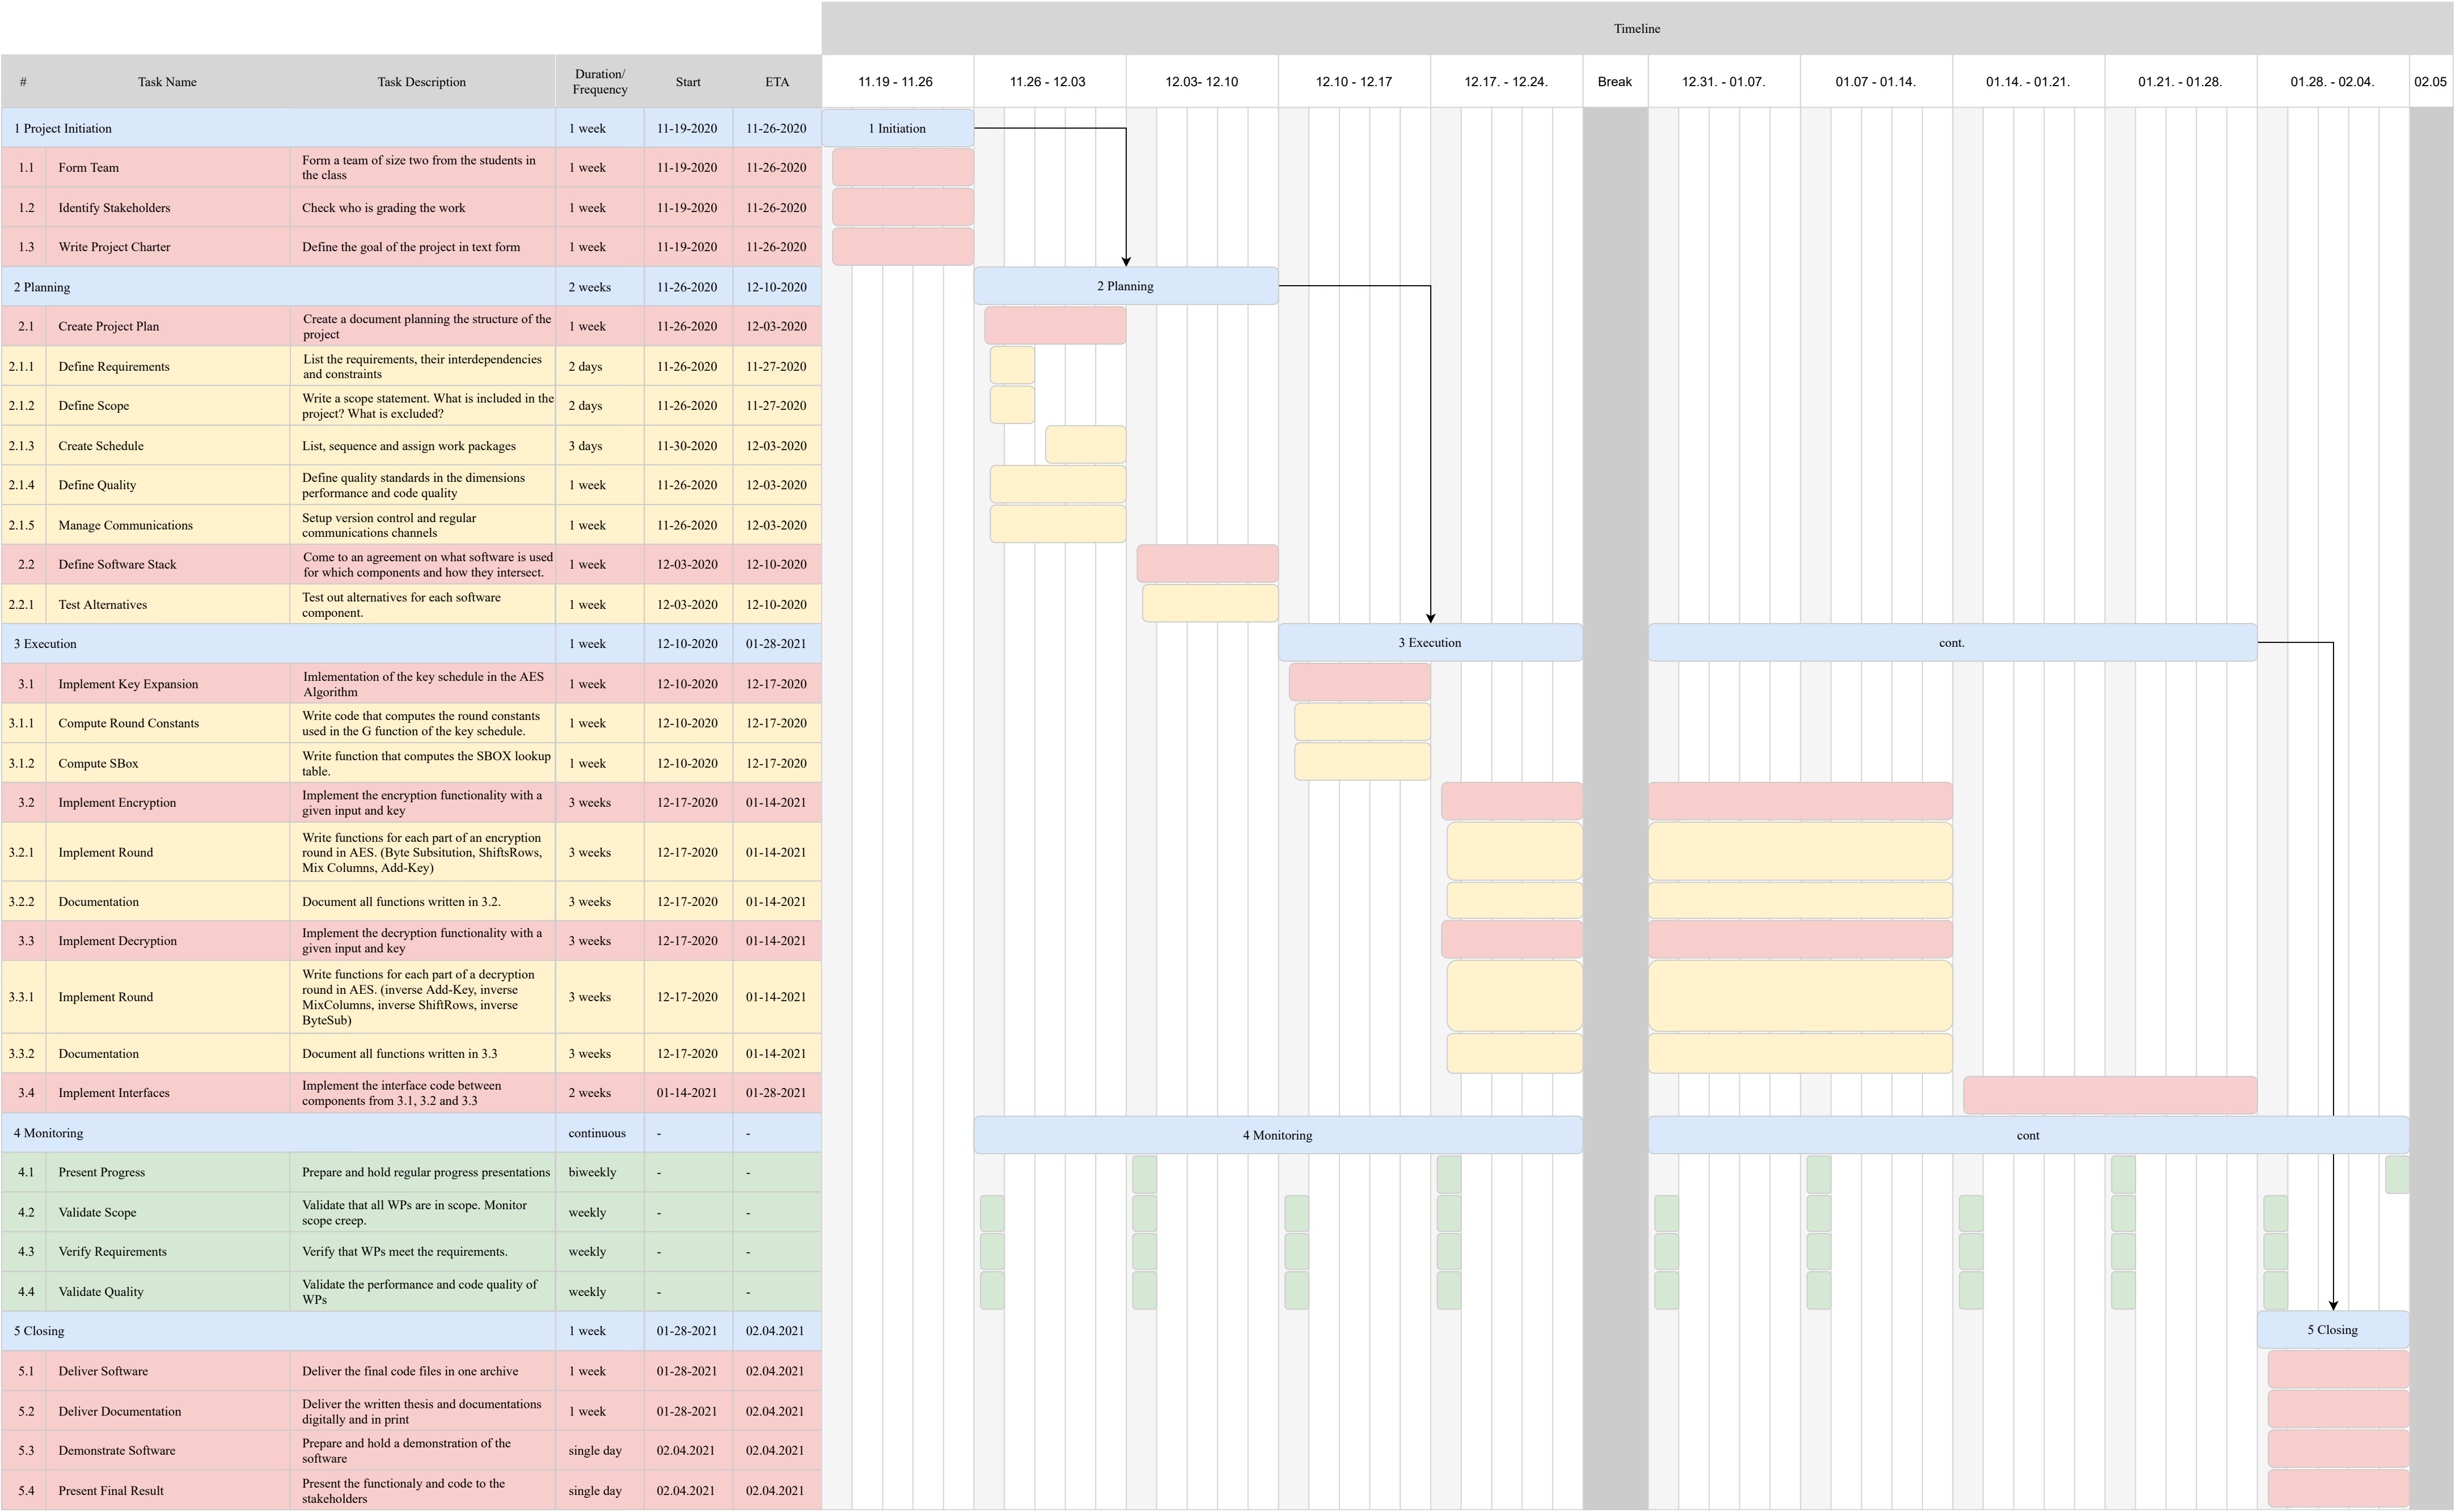 Timeline
# Task Name Task Description Duration/ Start ETA 11.19 - 11.26 11.26 - 12.03 12.03- 12.10 12.10 - 12.17 12.17. - 12.24. Break 12.31. - 01.07. 01.07 - 01.14. 01.14. - 01.21. 01.21. - 01.28. 01.28. - 02.04. 02.05
Frequency
1 Project Initiation 1 week 11-19-2020 11-26-2020 1 Initiation
1.1 Form Team Form a team of size two from the students in 1 week 11-19-2020 11-26-2020
the class
1.2 Identify Stakeholders Check who is grading the work 1 week 11-19-2020 11-26-2020
1.3 Write Project Charter Define the goal of the project in text form 1 week 11-19-2020 11-26-2020
2 Planning 2 weeks 11-26-2020 12-10-2020 2 Planning
2.1 Create Project Plan Create a document planning the structure of the 1 week 11-26-2020 12-03-2020
project
2.1.1 Define Requirements List the requirements, their interdependencies 2 days 11-26-2020 11-27-2020
and constraints
2.1.2 Define Scope Write a scope statement. What is included in the 2 days 11-26-2020 11-27-2020
project? What is excluded?
2.1.3 Create Schedule List, sequence and assign work packages 3 days 11-30-2020 12-03-2020
2.1.4 Define Quality Define quality standards in the dimensions 1 week 11-26-2020 12-03-2020
performance and code quality
2.1.5 Manage Communications Setup version control and regular 1 week 11-26-2020 12-03-2020
communications channels
2.2 Define Software Stack Come to an agreement on what software is used 1 week 12-03-2020 12-10-2020
for which components and how they intersect.
2.2.1 Test Alternatives Test out alternatives for each software 1 week 12-03-2020 12-10-2020
component.
3 Execution 1 week 12-10-2020 01-28-2021 3 Execution cont.
3.1 Implement Key Expansion Imlementation of the key schedule in the AES 1 week 12-10-2020 12-17-2020
Algorithm
3.1.1 Compute Round Constants Write code that computes the round constants 1 week 12-10-2020 12-17-2020
used in the G function of the key schedule.
3.1.2 Compute SBox Write function that computes the SBOX lookup 1 week 12-10-2020 12-17-2020
table.
3.2 Implement Encryption Implement the encryption functionality with a 3 weeks 12-17-2020 01-14-2021
given input and key
3.2.1 Implement Round Write functions for each part of an encryption 3 weeks 12-17-2020 01-14-2021
round in AES. (Byte Subsitution, ShiftsRows,
Mix Columns, Add-Key)
3.2.2 Documentation Document all functions written in 3.2. 3 weeks 12-17-2020 01-14-2021
3.3 Implement Decryption Implement the decryption functionality with a 3 weeks 12-17-2020 01-14-2021
given input and key
3.3.1 Implement Round Write functions for each part of a decryption 3 weeks 12-17-2020 01-14-2021
round in AES. (inverse Add-Key, inverse
MixColumns, inverse ShiftRows, inverse
ByteSub)
3.3.2 Documentation Document all functions written in 3.3 3 weeks 12-17-2020 01-14-2021
3.4 Implement Interfaces Implement the interface code between 2 weeks 01-14-2021 01-28-2021
components from 3.1, 3.2 and 3.3
4 Monitoring continuous - - 4 Monitoring cont
4.1 Present Progress Prepare and hold regular progress presentations biweekly - -
4.2 Validate Scope Validate that all WPs are in scope. Monitor weekly - -
scope creep.
4.3 Verify Requirements Verify that WPs meet the requirements. weekly - -
4.4 Validate Quality Validate the performance and code quality of weekly - -
WPs
5 Closing 1 week 01-28-2021 02.04.2021 5 Closing
5.1 Deliver Software Deliver the final code files in one archive 1 week 01-28-2021 02.04.2021
5.2 Deliver Documentation Deliver the written thesis and documentations 1 week 01-28-2021 02.04.2021
digitally and in print
5.3 Demonstrate Software Prepare and hold a demonstration of the single day 02.04.2021 02.04.2021
software
5.4 Present Final Result Present the functionaly and code to the single day 02.04.2021 02.04.2021
stakeholders